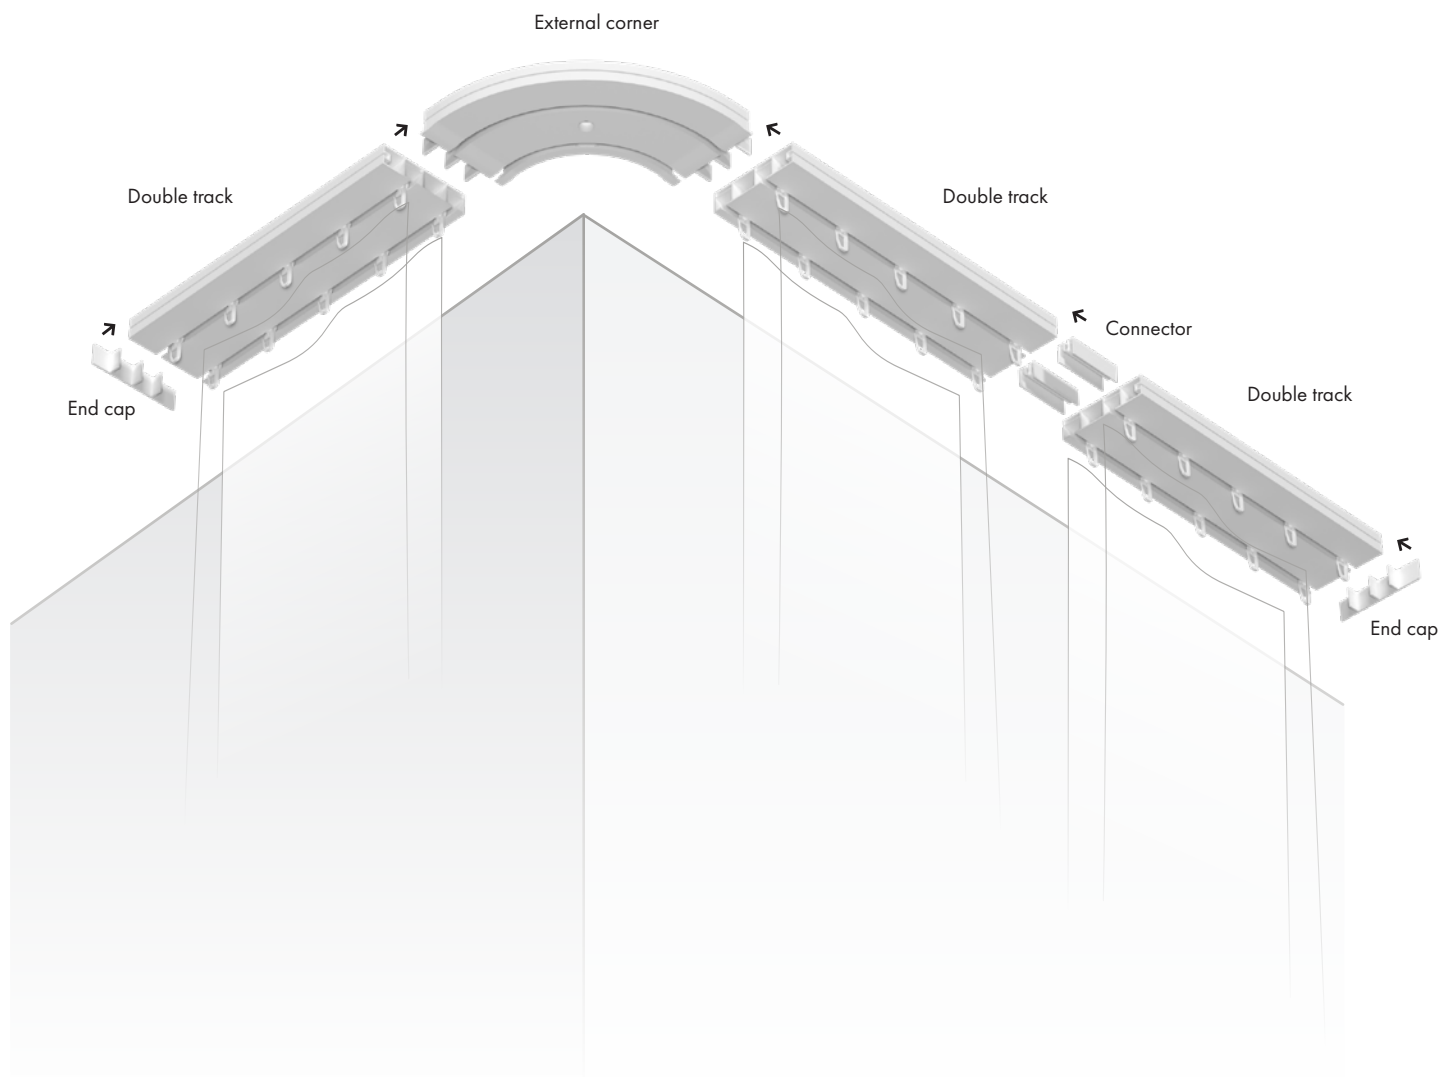 External corner
Double track
Double track
Connector
Double track
End cap
End cap